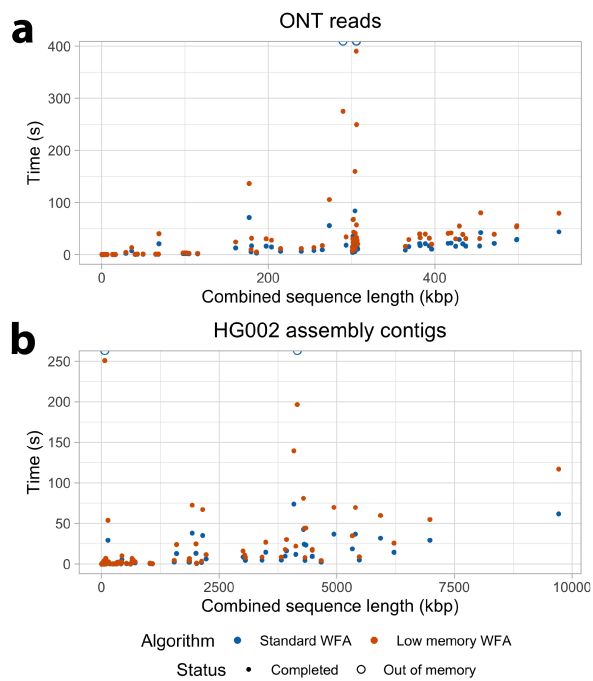 a
ONT reads
400
300
200
100
0
Time (s)
0
200
400
Combined sequence length (kbp)
b
HG002 assembly contigs
250
200
150
100
50
0
Time (s)
0
2500
5000
7500
10000
Combined sequence length (kbp)
Algorithm Standard WFA Low memory WFA
Status Completed Out of memory